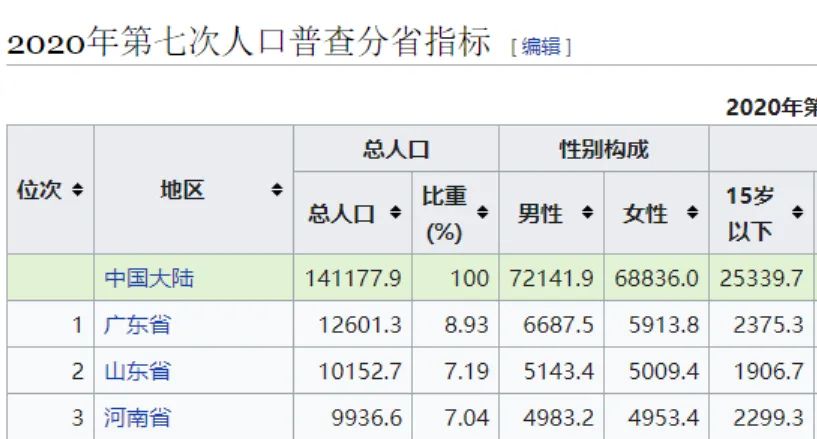 2020年第七次人口普查分省指标 [编辑]
2020年第
位次 地区 总人口 性别构成
总人口 比重(%) 男性 女性 15岁以下
中国大陆 141177.9 100 72141.9 68836.0 25339.7
1 广东省 12601.3 8.93 6687.5 5913.8 2375.3
2 山东省 10152.7 7.19 5143.4 5009.4 1906.7
3 河南省 9936.6 7.04 4983.2 4953.4 2299.3